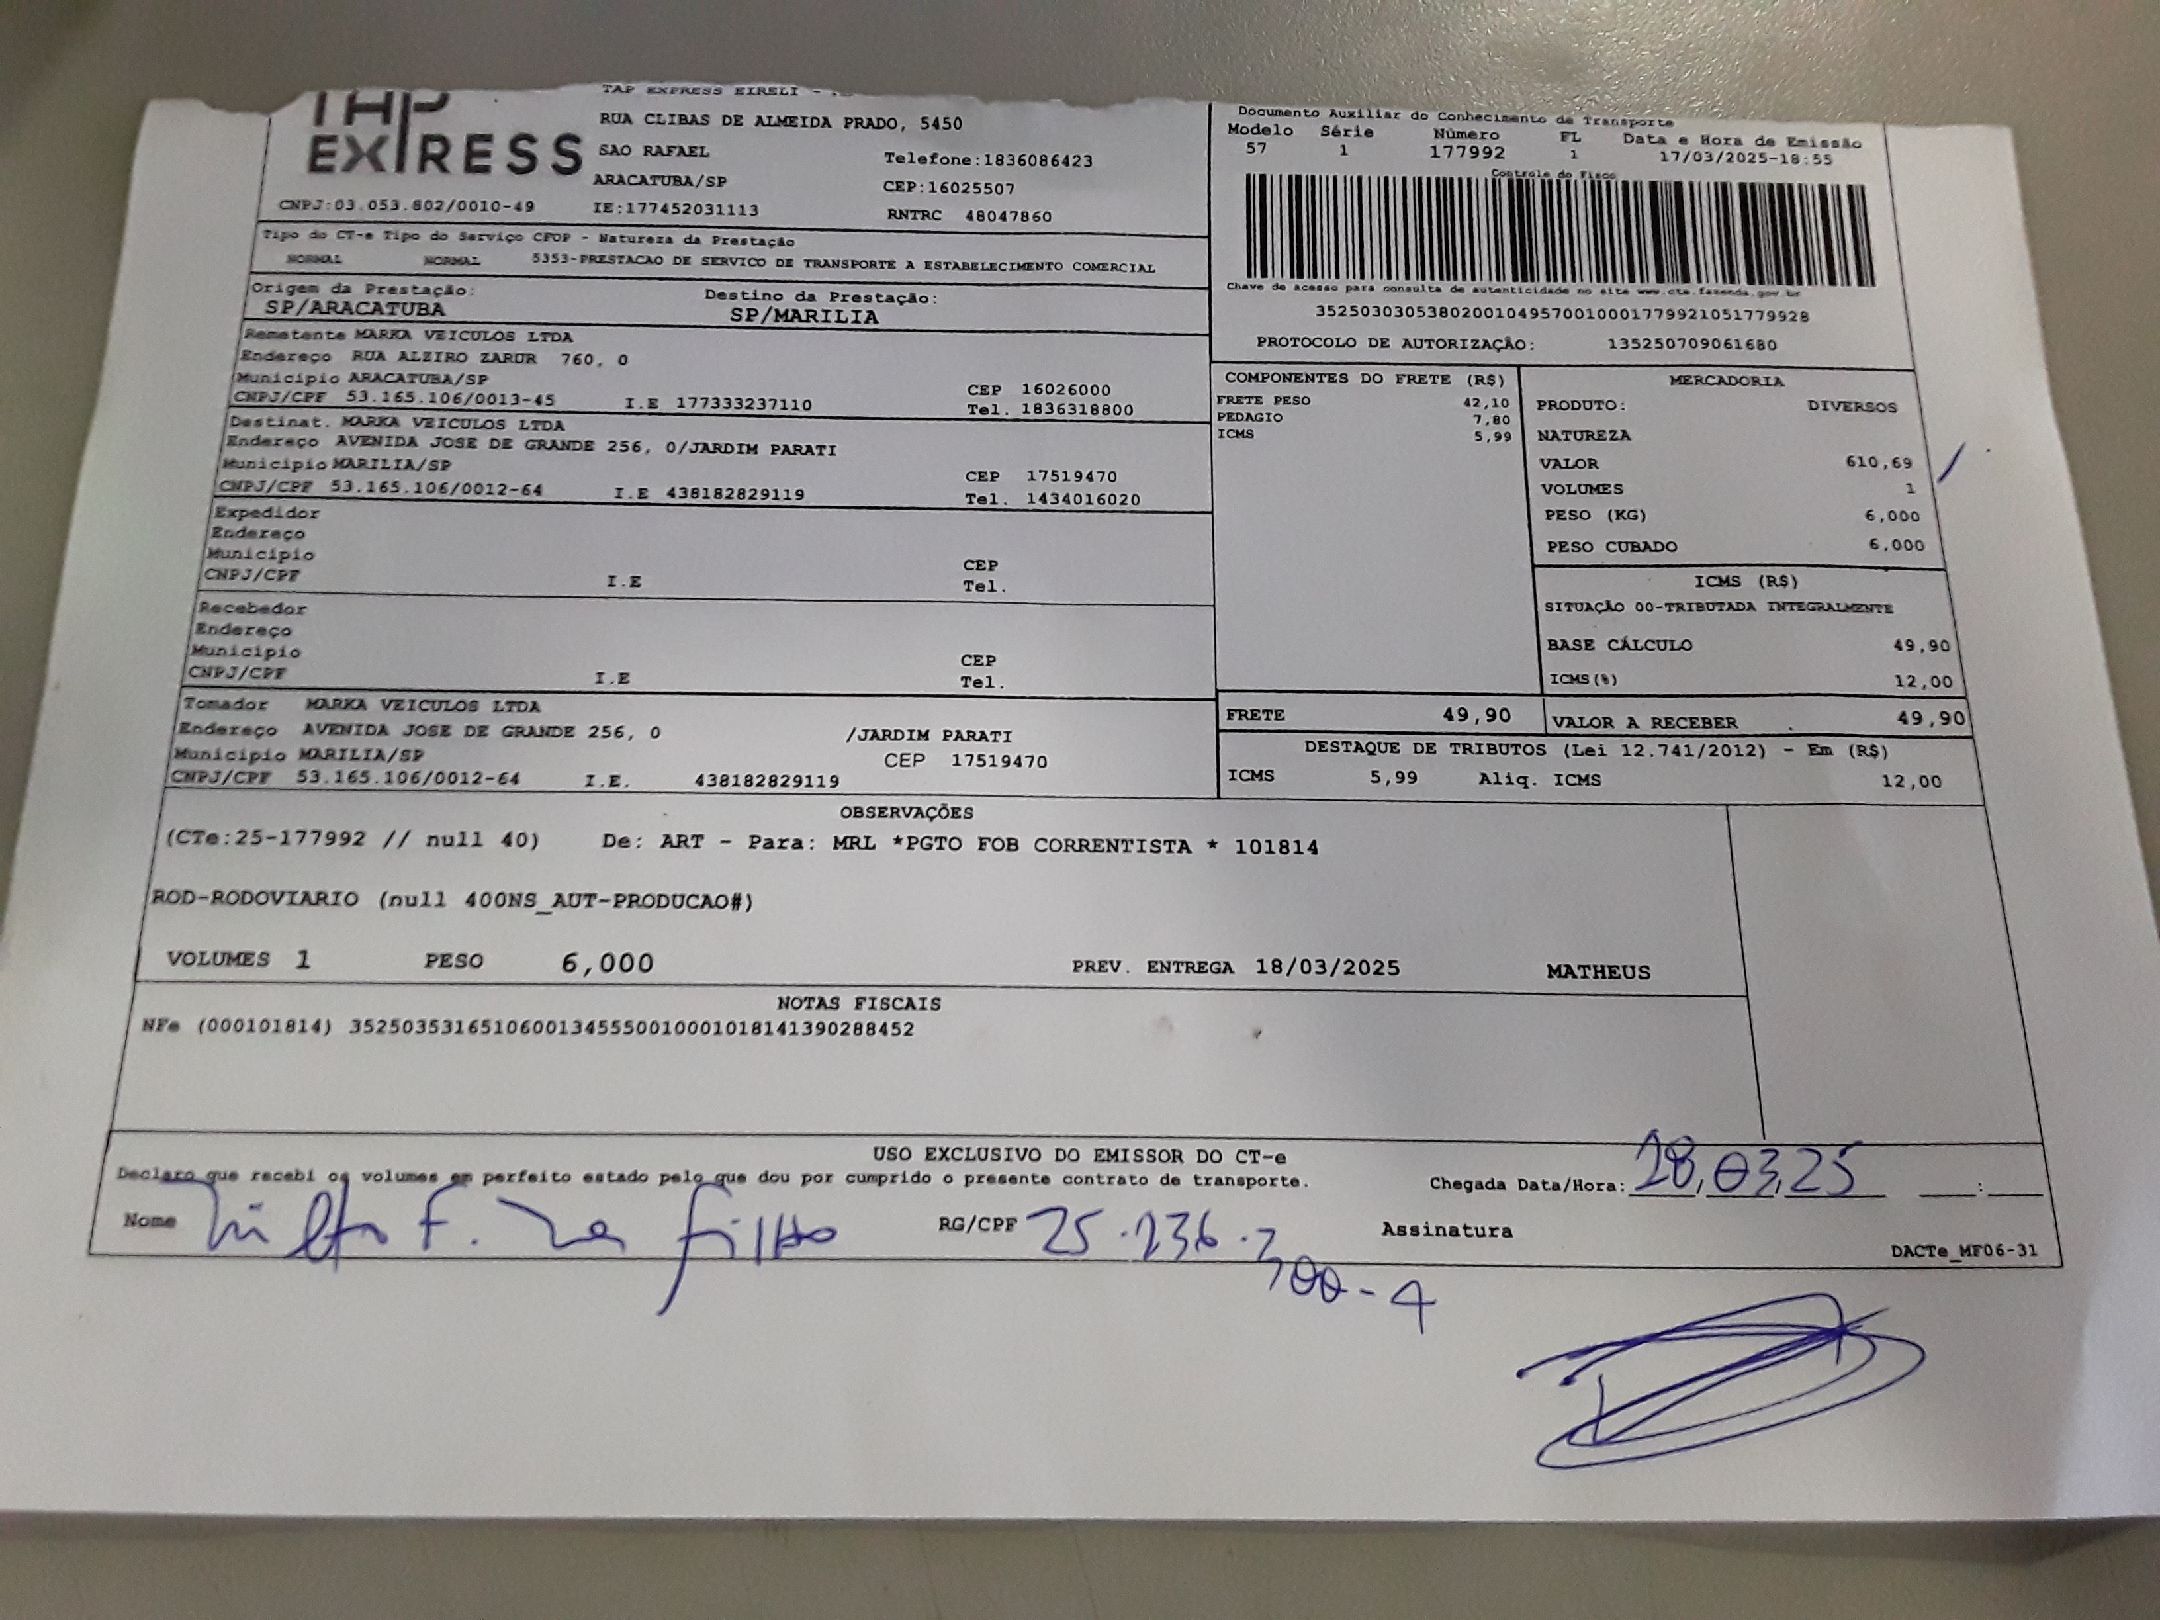 TAP EXPRESS EIRELI -
TAP
EXPRESS
RUA CLIBAS DE ALMEIDA PRADO, 5450
SAO RAFAEL Telefone:1836086423
ARACATUBA/SP CEP:16025507
CNPJ:03.053.802/0010-49 IE:177452031113 RNTRC 48047860
Documento Auxiliar do Conhecimento de Transporte
Modelo Série Número FL Data e Hora de Emissão
57 1 177992 1 17/03/2025-18:55
Controle do Fisco
Chave de acesso para consulta de autenticidade no site www.cte.fazenda.gov.br
35250303053802001049570010001779921051779928
PROTOCOLO DE AUTORIZAÇÃO: 135250709061680
Tipo do CT-e Tipo do Serviço CFOP - Natureza da Prestação
NORMAL NORMAL 5353-PRESTACAO DE SERVICO DE TRANSPORTE A ESTABELECIMENTO COMERCIAL
Origem da Prestação: Destino da Prestação:
SP/ARACATUBA SP/MARILIA
Remetente MARKA VEICULOS LTDA
Endereço RUA ALZIRO ZARUR 760, 0
Municipio ARACATUBA/SP CEP 16026000
CNPJ/CPF 53.165.106/0013-45 I.E 177333237110 Tel. 1836318800
Destinat. MARKA VEICULOS LTDA
Endereço AVENIDA JOSE DE GRANDE 256, 0/JARDIM PARATI
Municipio MARILIA/SP CEP 17519470
CNPJ/CPF 53.165.106/0012-64 I.E 438182829119 Tel. 1434016020
Expedidor
Endereço
Municipio CEP
CNPJ/CPF I.E Tel.
Recebedor
Endereço
Municipio CEP
CNPJ/CPF I.E Tel.
Tomador MARKA VEICULOS LTDA
Endereço AVENIDA JOSE DE GRANDE 256, 0 /JARDIM PARATI
Municipio MARILIA/SP CEP 17519470
CNPJ/CPF 53.165.106/0012-64 I.E. 438182829119
COMPONENTES DO FRETE (R$)
FRETE PESO 42,10
PEDAGIO 7,80
ICMS 5,99
MERCADORIA
PRODUTO: DIVERSOS
NATUREZA
VALOR 610,69
VOLUMES 1
PESO (KG) 6,000
PESO CUBADO 6,000
ICMS (R$)
SITUAÇÃO 00-TRIBUTADA INTEGRALMENTE
BASE CÁLCULO 49,90
ICMS(%) 12,00
FRETE 49,90 VALOR A RECEBER 49,90
DESTAQUE DE TRIBUTOS (Lei 12.741/2012) - Em (R$)
ICMS 5,99 Aliq. ICMS 12,00
OBSERVAÇÕES
(CTe:25-177992 // null 40) De: ART - Para: MRL *PGTO FOB CORRENTISTA * 101814
ROD-RODOVIARIO (null 400NS_AUT-PRODUCAO#)
VOLUMES 1 PESO 6,000 PREV. ENTREGA 18/03/2025 MATHEUS
NOTAS FISCAIS
NFe (000101814) 35250353165106001345550010001018141390288452
USO EXCLUSIVO DO EMISSOR DO CT-e
Declaro que recebi os volumes em perfeito estado pelo que dou por cumprido o presente contrato de transporte. Chegada Data/Hora: 28,03,25 :
Nome F. filho RG/CPF 25.236.300-4 Assinatura
DACTe_MF06-31